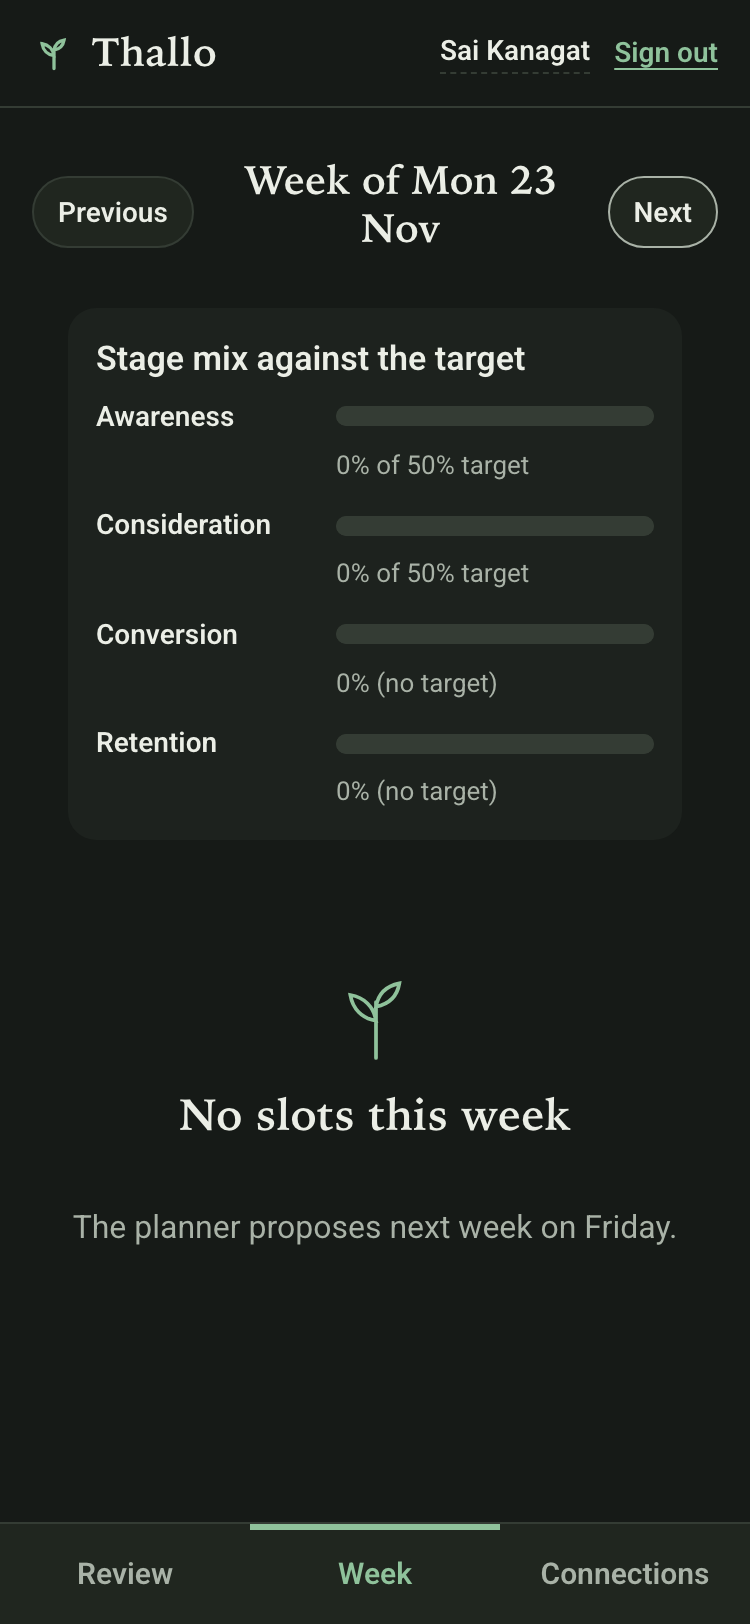 Thallo
Sai Kanagat
Sign out
Previous
Week of Mon 23
Nov
Next
Stage mix against the target
Awareness
0% of 50% target
Consideration
0% of 50% target
Conversion
0% (no target)
Retention
0% (no target)
No slots this week
The planner proposes next week on Friday.
Review
Week
Connections